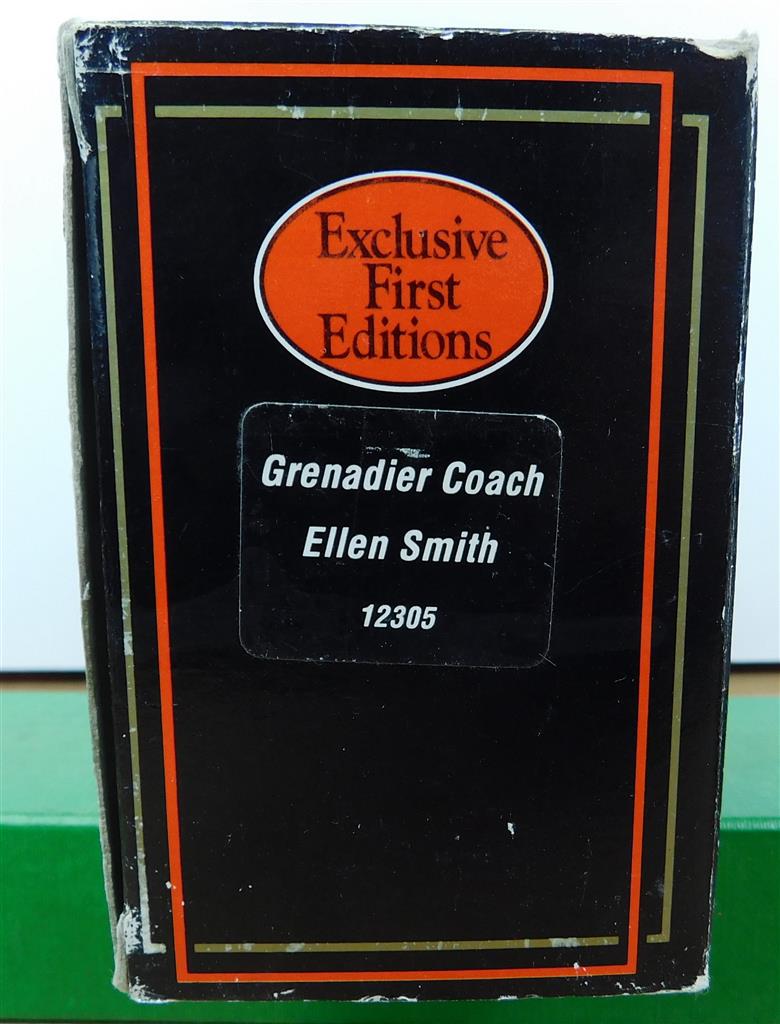 Exclusive
First
Editions
Grenadier Coach
Ellen Smith
12305